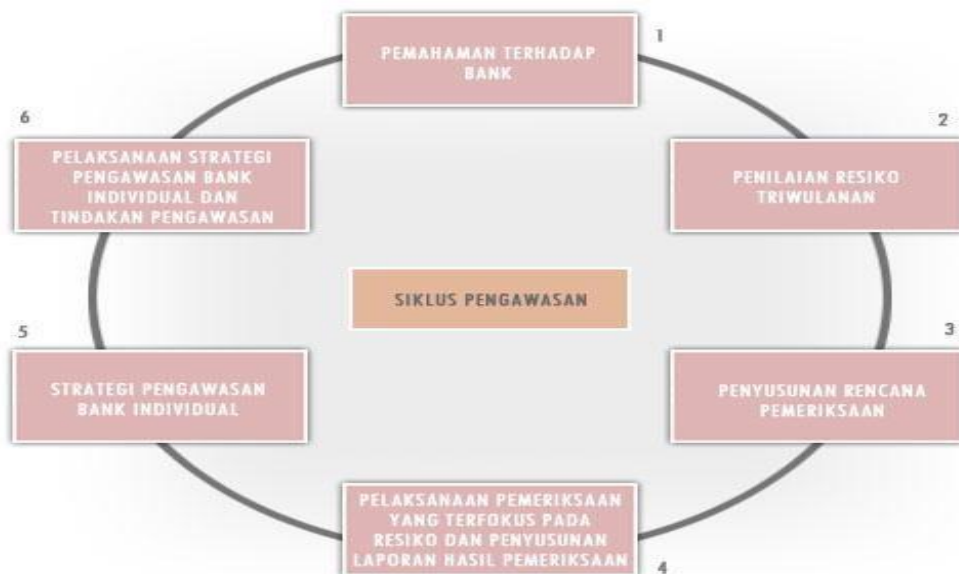 1
PEMAHAMAN TERHADAP
BANK
2
PENILAIAN RESIKO
TRIWULANAN
3
PENYUSUNAN RENCANA
PEMERIKSAAN
4
PELAKSANAAN PEMERIKSAAN
YANG TERFOKUS PADA
RESIKO DAN PENYUSUNAN
LAPORAN HASIL PEMERIKSAAN
5
STRATEGI PENGAWASAN
BANK INDIVIDUAL
6
PELAKSANAAN STRATEGI
PENGAWASAN BANK
INDIVIDUAL DAN
TINDAKAN PENGAWASAN
SIKLUS PENGAWASAN